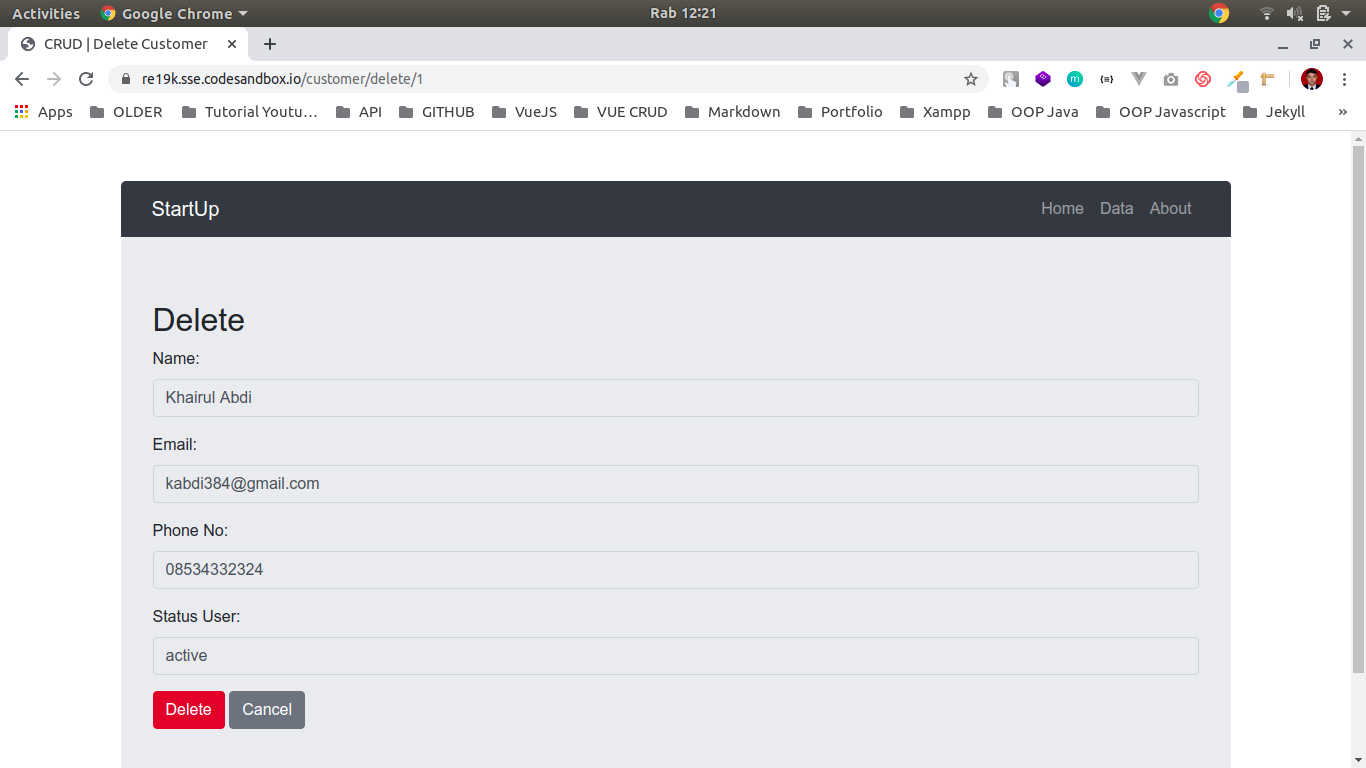 Activities Google Chrome Rab 12:21
CRUD | Delete Customer
re19k.sse.codesandbox.io/customer/delete/1
Apps OLDER Tutorial Youtu… API GITHUB VueJS VUE CRUD Markdown Portfolio Xampp OOP Java OOP Javascript Jekyll »
StartUp Home Data About
Delete
Name:
Khairul Abdi
Email:
kabdi384@gmail.com
Phone No:
08534332324
Status User:
active
Delete Cancel